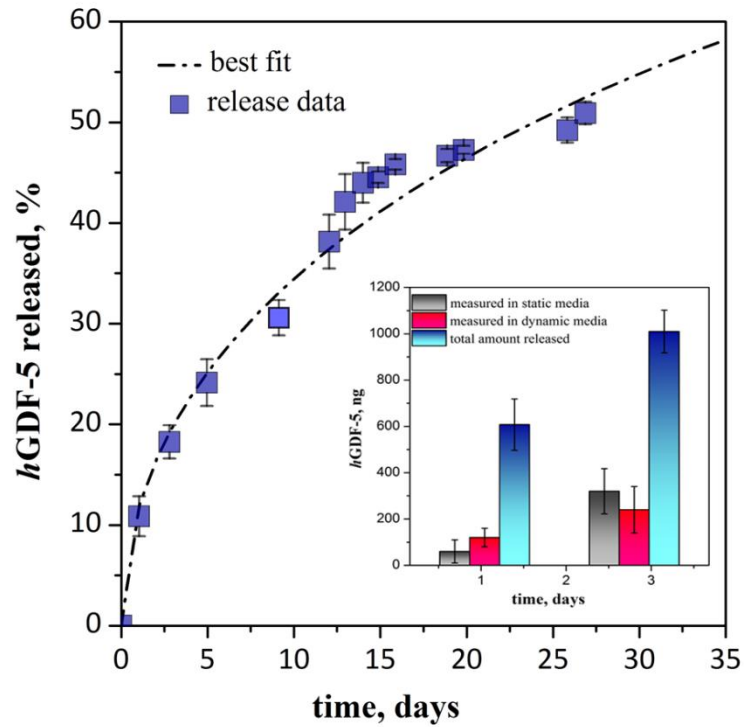 60
50
40
30
20
10
0
hGDF-5 released, %
best fit
release data
1200
1000
800
600
400
200
0
hGDF-5, ng
measured in static media
measured in dynamic media
total amount released
1 2 3
time, days
0 5 10 15 20 25 30 35
time, days